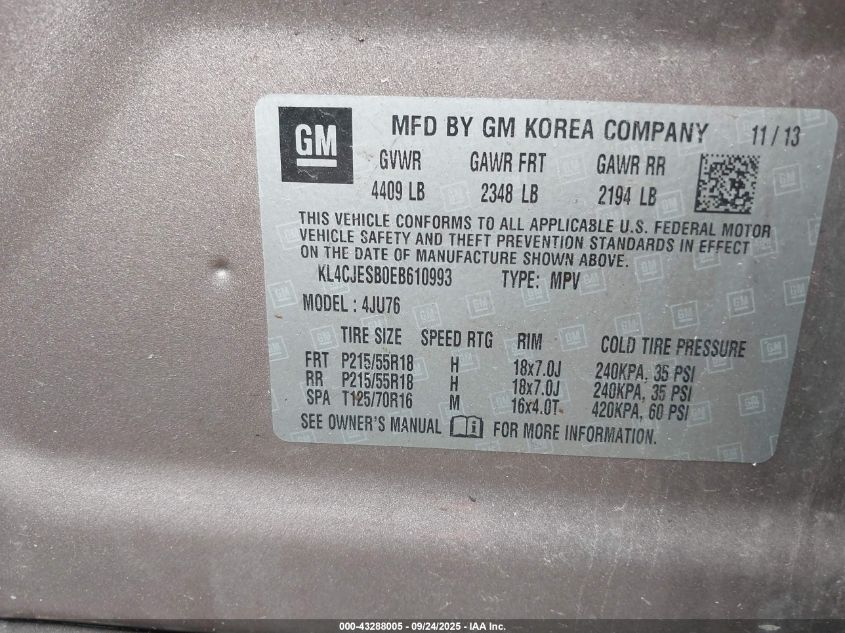 GM MFD BY GM KOREA COMPANY 11 / 13
GVWR GAWR FRT GAWR RR
4409 LB 2348 LB 2194 LB
THIS VEHICLE CONFORMS TO ALL APPLICABLE U.S. FEDERAL MOTOR
VEHICLE SAFETY AND THEFT PREVENTION STANDARDS IN EFFECT
ON THE DATE OF MANUFACTURE SHOWN ABOVE.
KL4CJESB0EB610993 TYPE: MPV
MODEL : 4JU76
TIRE SIZE SPEED RTG RIM COLD TIRE PRESSURE
FRT P215/55R18 H 18x7.0J 240KPA, 35 PSI
RR P215/55R18 H 18x7.0J 240KPA, 35 PSI
SPA T125/70R16 M 16x4.0T 420KPA, 60 PSI
SEE OWNER'S MANUAL FOR MORE INFORMATION.
000-43288005 - 09/24/2025 - IAA Inc.